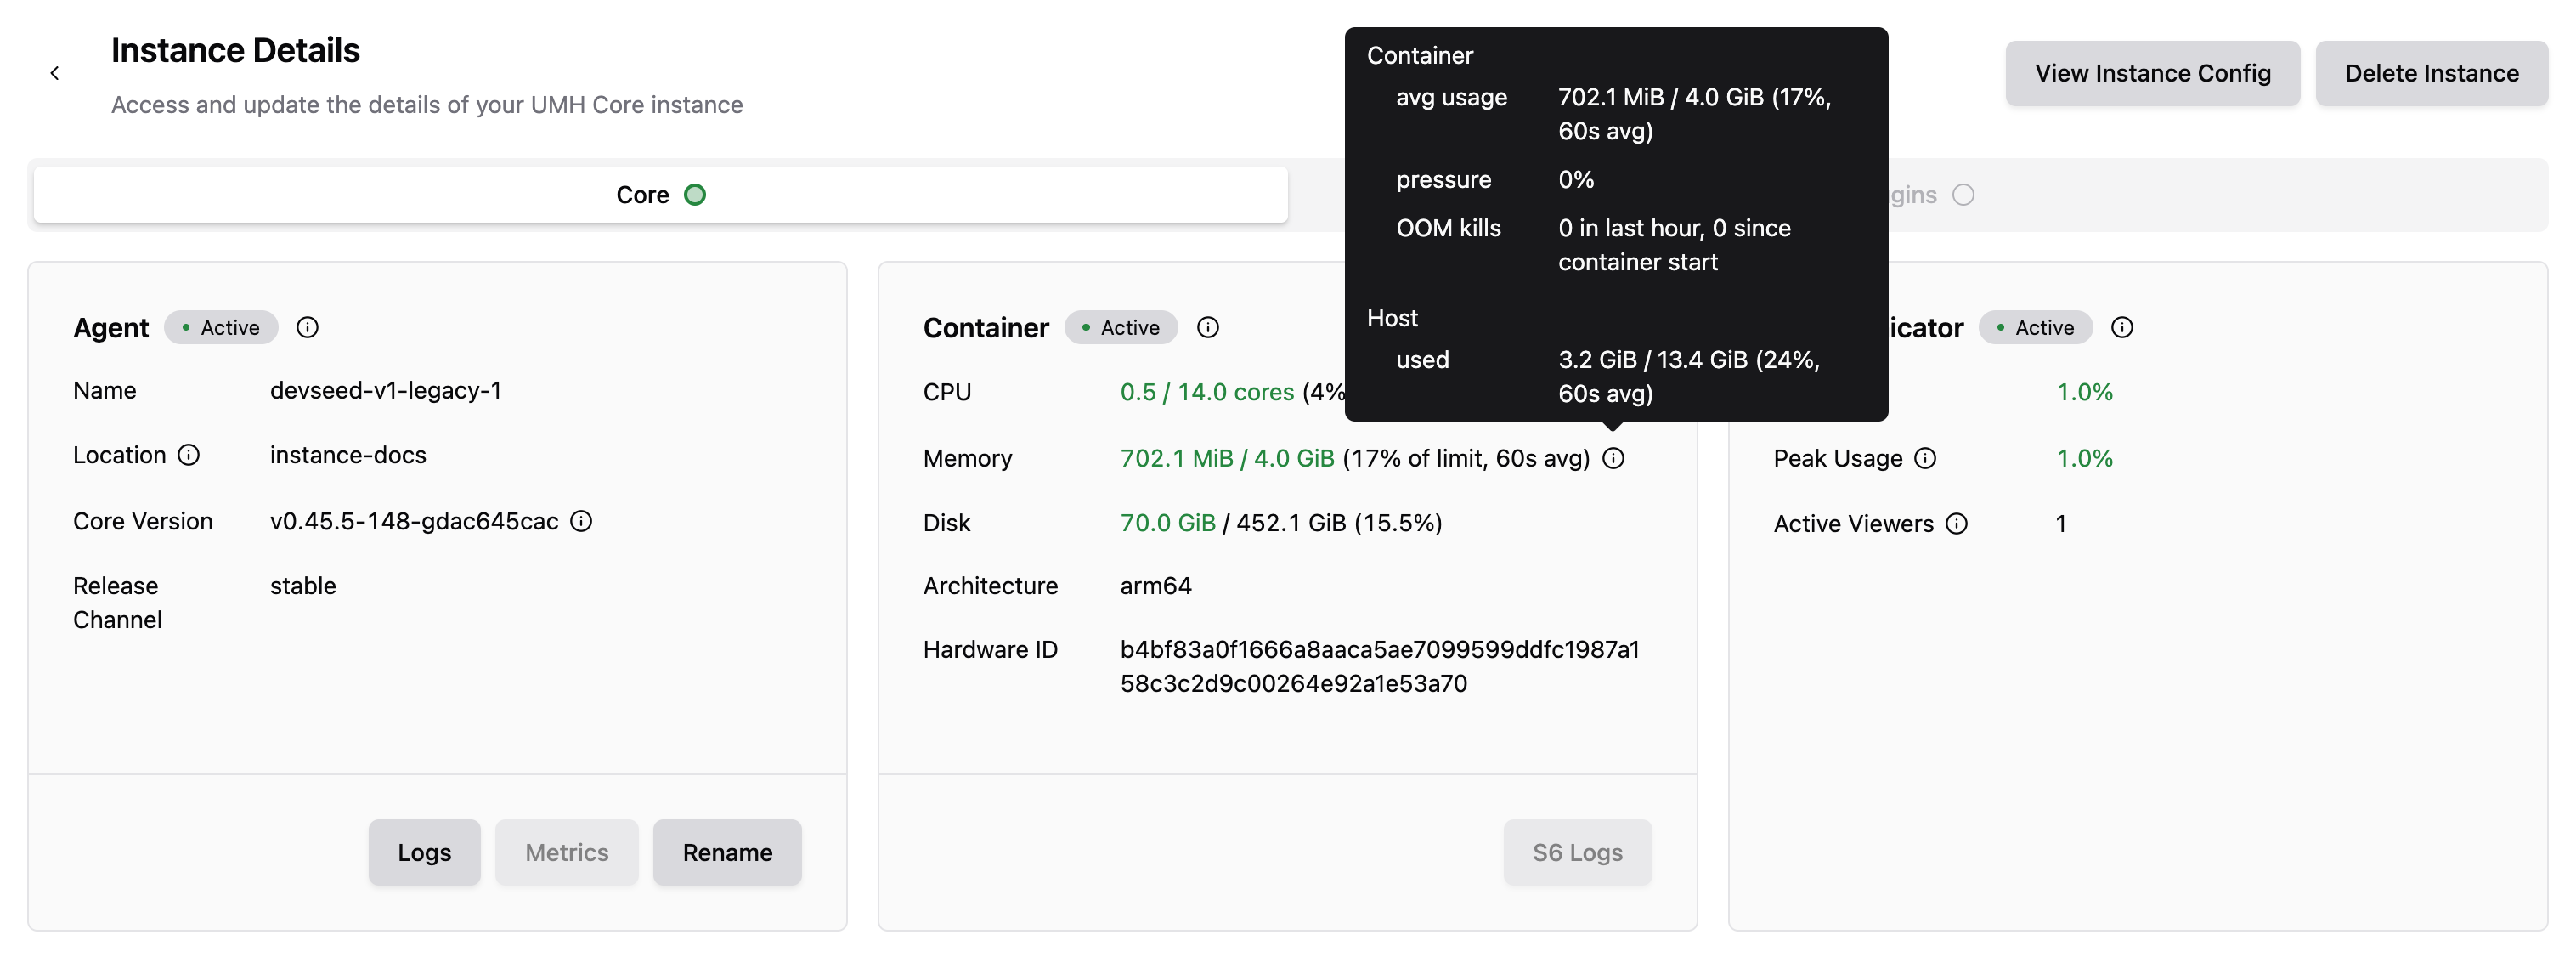 Instance Details
Access and update the details of your UMH Core instance
View Instance Config
Delete Instance
Container
avg usage 702.1 MiB / 4.0 GiB (17%,
60s avg)
pressure 0%
OOM kills 0 in last hour, 0 since
container start
Host
used 3.2 GiB / 13.4 GiB (24%,
60s avg)
Core
gins
Agent Active
Name devseed-v1-legacy-1
Location instance-docs
Core Version v0.45.5-148-gdac645cac
Release stable
Channel
Logs
Metrics
Rename
Container Active
CPU 0.5 / 14.0 cores (4%
Memory 702.1 MiB / 4.0 GiB (17% of limit, 60s avg)
Disk 70.0 GiB / 452.1 GiB (15.5%)
Architecture arm64
Hardware ID b4bf83a0f1666a8aaca5ae7099599ddfc1987a1
58c3c2d9c00264e92a1e53a70
S6 Logs
icator Active
1.0%
Peak Usage 1.0%
Active Viewers 1